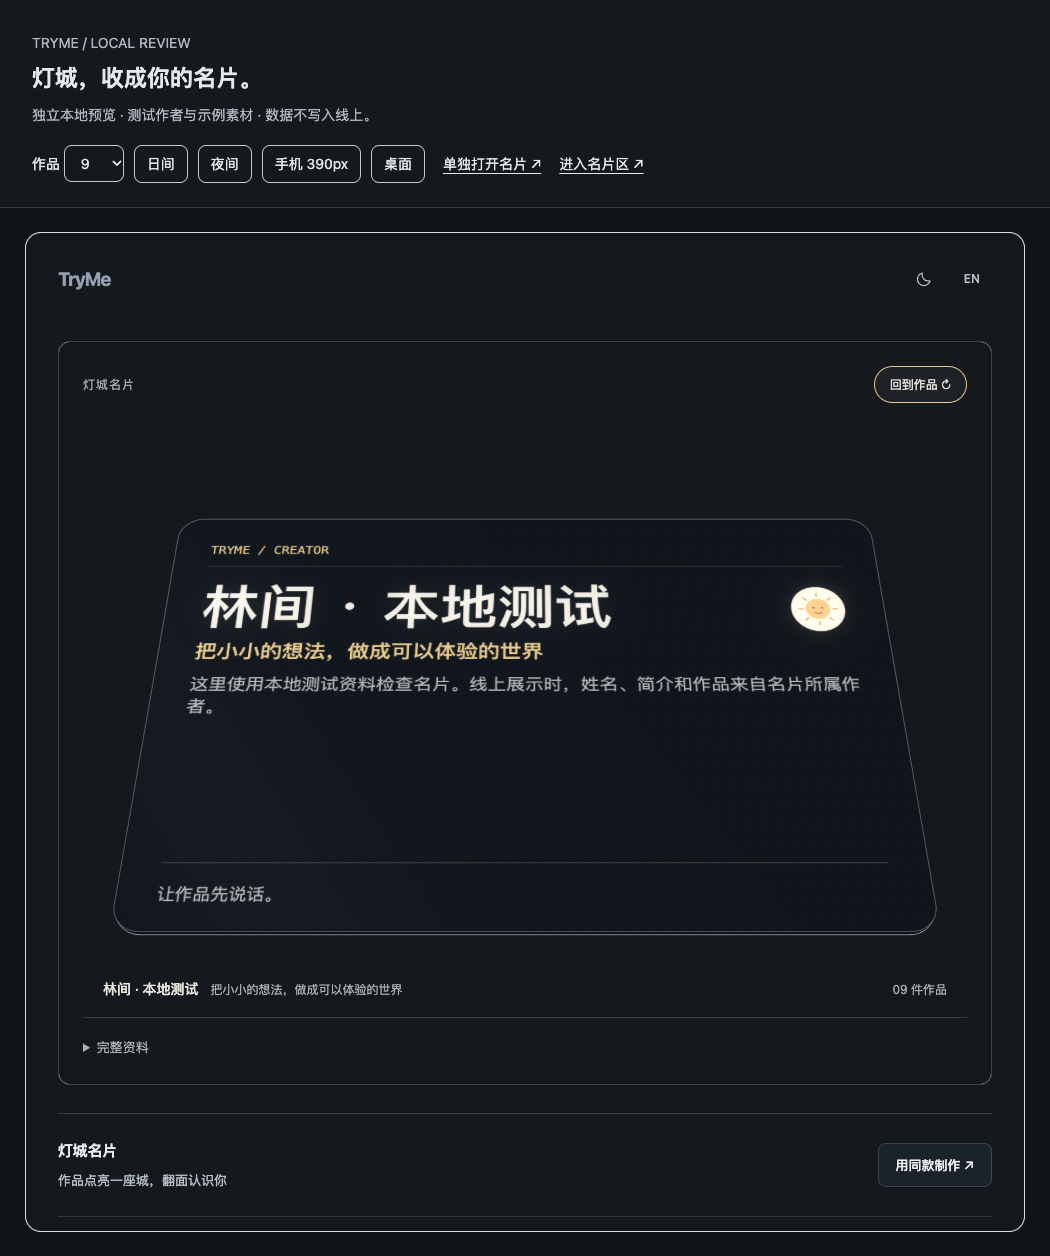 TRYME / LOCAL REVIEW
灯城，收成你的名片。
独立本地预览 · 测试作者与示例素材 · 数据不写入线上。
作品 9 日间 夜间 手机 390px 桌面 单独打开名片 ↗ 进入名片区 ↗
TryMe EN
灯城名片 回到作品 ↻
TRYME / CREATOR
林间 · 本地测试
把小小的想法，做成可以体验的世界
这里使用本地测试资料检查名片。线上展示时，姓名、简介和作品来自名片所属作
者。
让作品先说话。
林间 · 本地测试 把小小的想法，做成可以体验的世界 09 件作品
▶ 完整资料
灯城名片
作品点亮一座城，翻面认识你
用同款制作 ↗